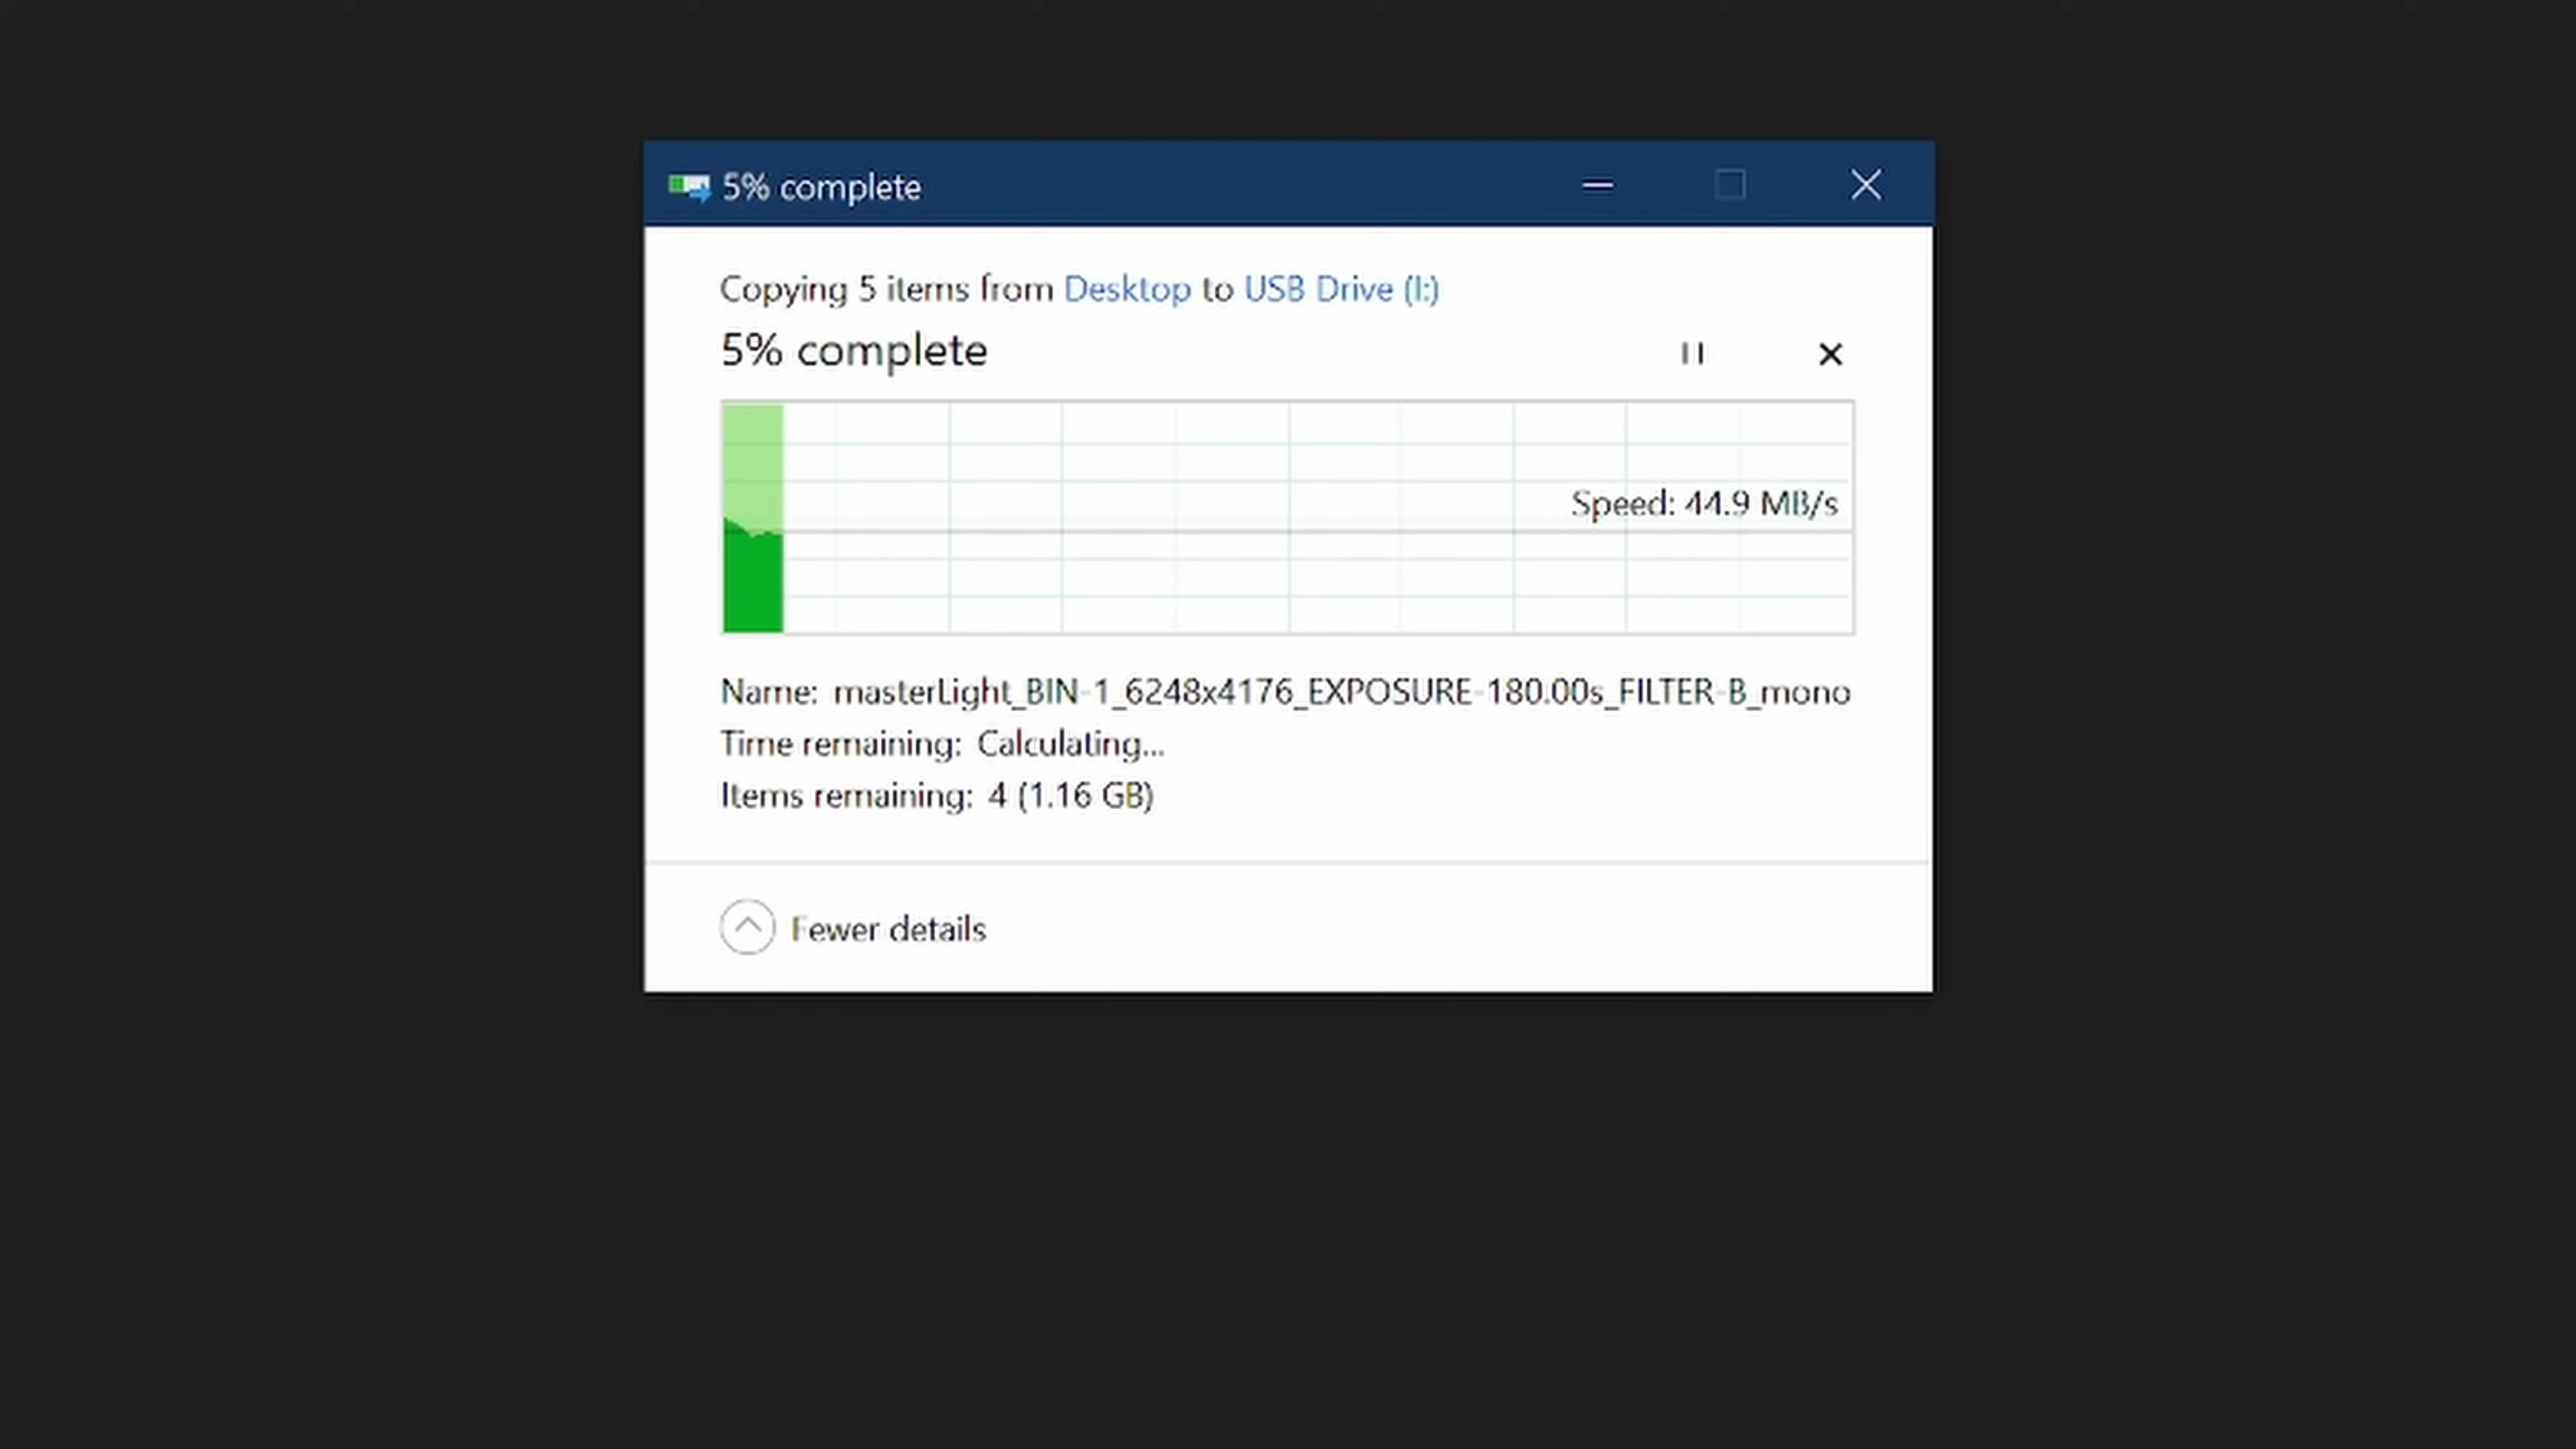 5% complete
Copying 5 items from Desktop to USB Drive (I:)
5% complete
Speed: 44.9 MB/s
Name: masterLight_BIN-1_6248x4176_EXPOSURE-180.00s_FILTER-B_mono
Time remaining: Calculating...
Items remaining: 4 (1.16 GB)
Fewer details